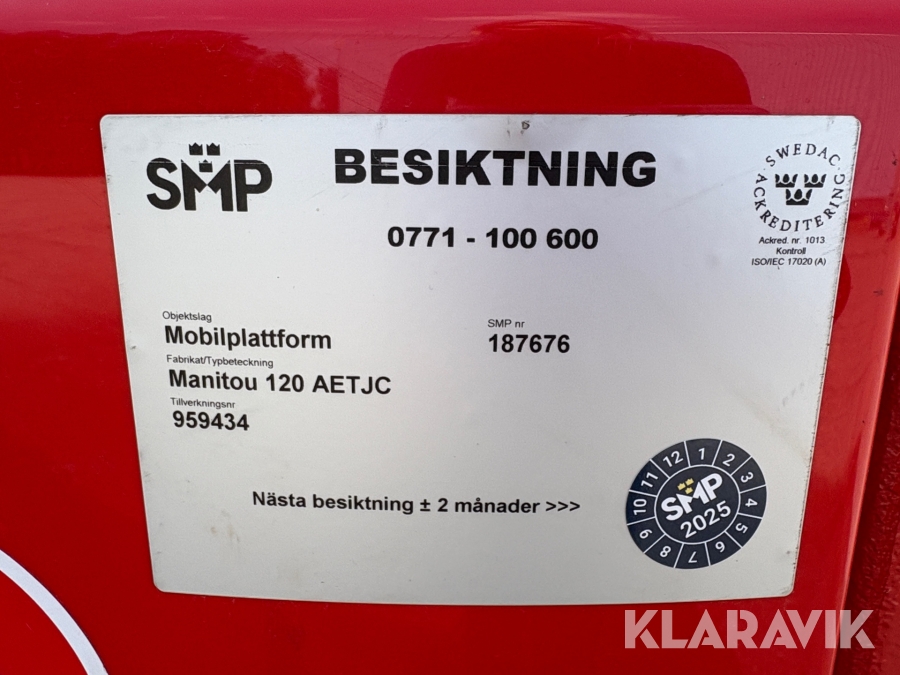 SMP
BESIKTNING
0771 - 100 600
SWEDAC
ACKREDITERING
Ackred. nr. 1013
Kontroll
ISO/IEC 17020 (A)
Objektslag
Mobilplattform
SMP nr
187676
Fabrikat/Typbeteckning
Manitou 120 AETJC
Tillverkningsnr
959434
Nästa besiktning ± 2 månader >>>
1 2 3 4 5 6 7 8 9 10 11 12
SMP
2025
KLARAVIK